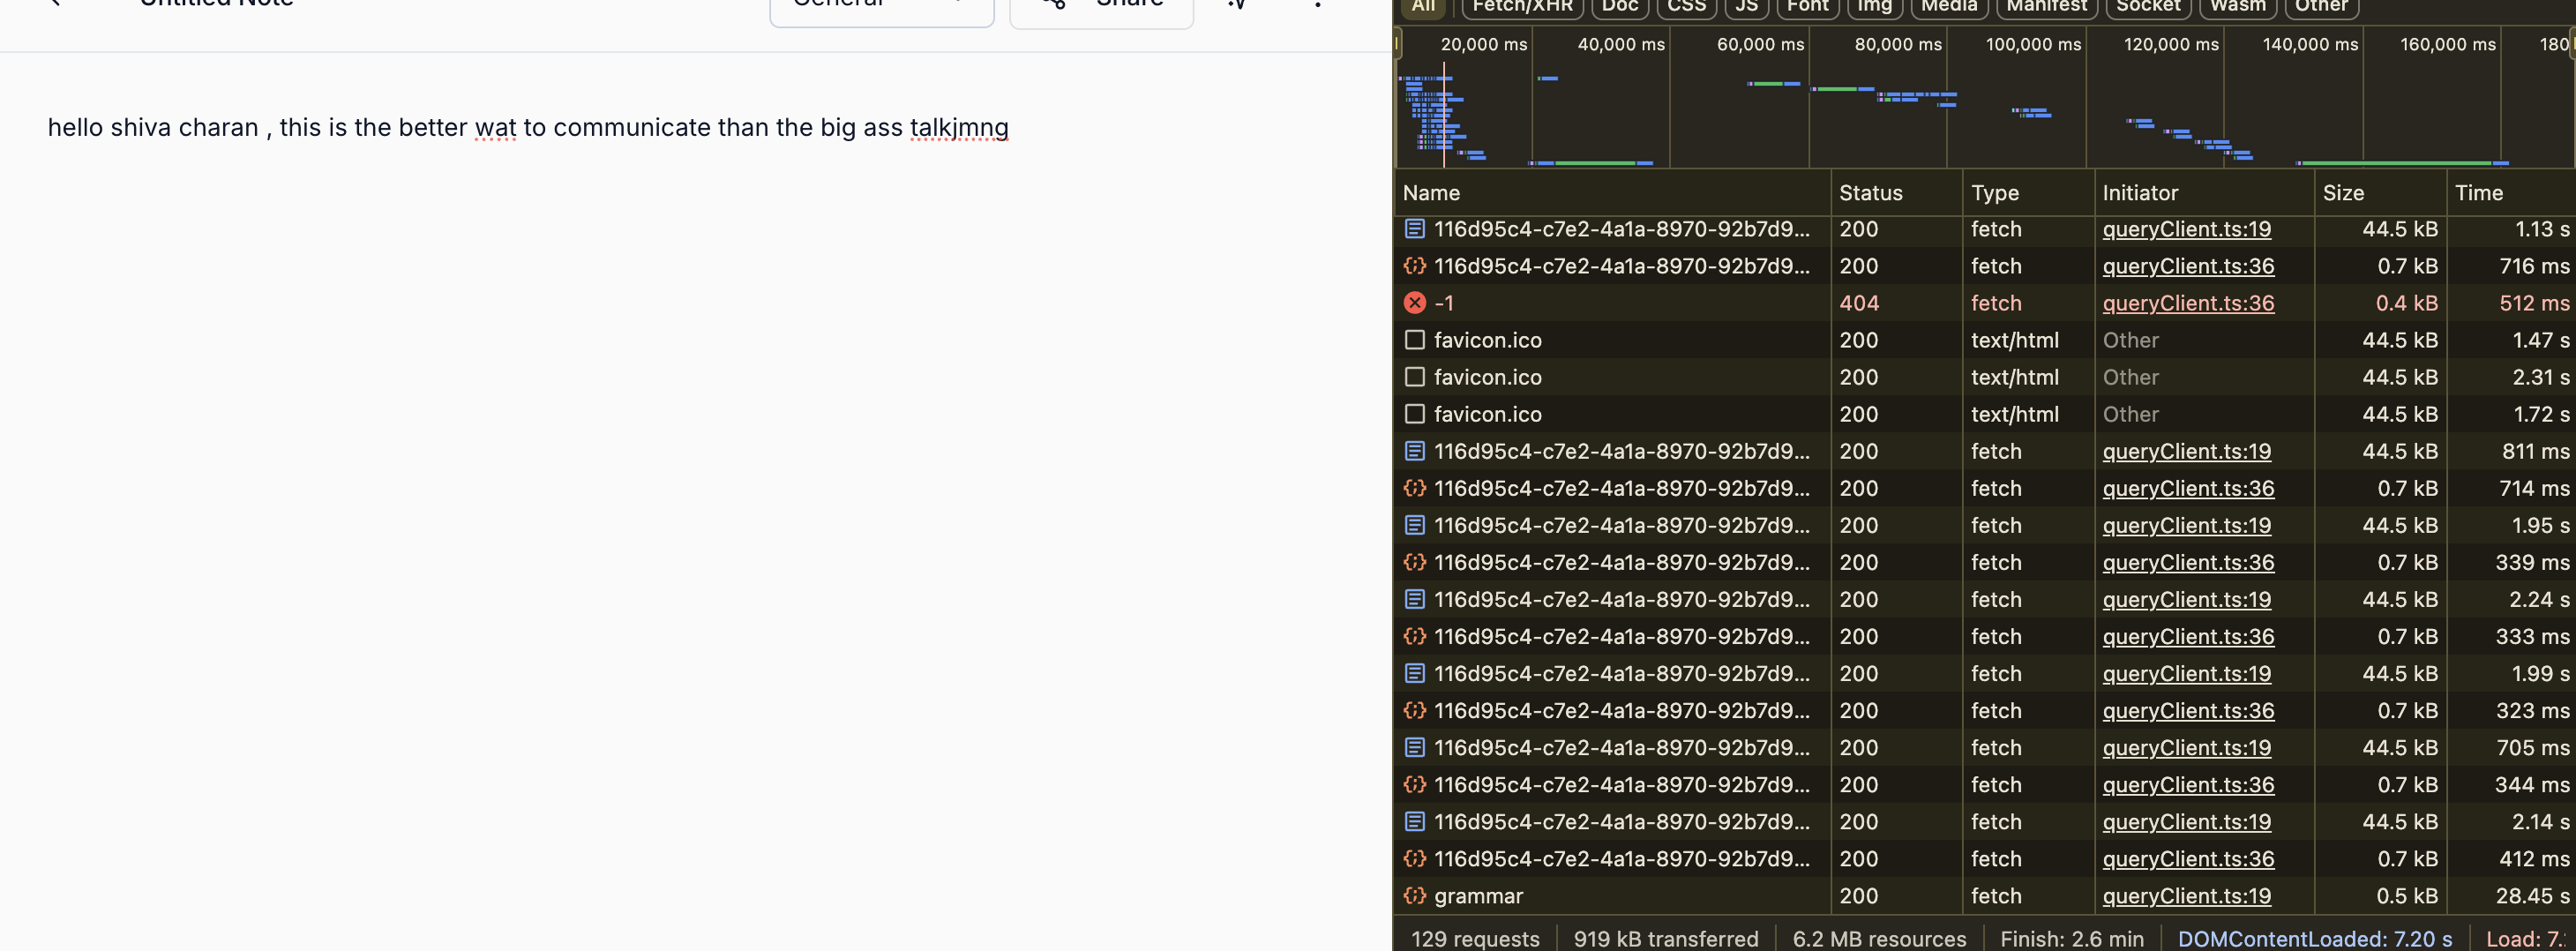 Untitled Note
General
Share
hello shiva charan , this is the better wat to communicate than the big ass talkjmng
All Fetch/XHR Doc CSS JS Font Img Media Manifest Socket Wasm Other
20,000 ms 40,000 ms 60,000 ms 80,000 ms 100,000 ms 120,000 ms 140,000 ms 160,000 ms 180
Name Status Type Initiator Size Time
116d95c4-c7e2-4a1a-8970-92b7d9... 200 fetch queryClient.ts:19 44.5 kB 1.13 s
116d95c4-c7e2-4a1a-8970-92b7d9... 200 fetch queryClient.ts:36 0.7 kB 716 ms
-1 404 fetch queryClient.ts:36 0.4 kB 512 ms
favicon.ico 200 text/html Other 44.5 kB 1.47 s
favicon.ico 200 text/html Other 44.5 kB 2.31 s
favicon.ico 200 text/html Other 44.5 kB 1.72 s
116d95c4-c7e2-4a1a-8970-92b7d9... 200 fetch queryClient.ts:19 44.5 kB 811 ms
116d95c4-c7e2-4a1a-8970-92b7d9... 200 fetch queryClient.ts:36 0.7 kB 714 ms
116d95c4-c7e2-4a1a-8970-92b7d9... 200 fetch queryClient.ts:19 44.5 kB 1.95 s
116d95c4-c7e2-4a1a-8970-92b7d9... 200 fetch queryClient.ts:36 0.7 kB 339 ms
116d95c4-c7e2-4a1a-8970-92b7d9... 200 fetch queryClient.ts:19 44.5 kB 2.24 s
116d95c4-c7e2-4a1a-8970-92b7d9... 200 fetch queryClient.ts:36 0.7 kB 333 ms
116d95c4-c7e2-4a1a-8970-92b7d9... 200 fetch queryClient.ts:19 44.5 kB 1.99 s
116d95c4-c7e2-4a1a-8970-92b7d9... 200 fetch queryClient.ts:36 0.7 kB 323 ms
116d95c4-c7e2-4a1a-8970-92b7d9... 200 fetch queryClient.ts:19 44.5 kB 705 ms
116d95c4-c7e2-4a1a-8970-92b7d9... 200 fetch queryClient.ts:36 0.7 kB 344 ms
116d95c4-c7e2-4a1a-8970-92b7d9... 200 fetch queryClient.ts:19 44.5 kB 2.14 s
116d95c4-c7e2-4a1a-8970-92b7d9... 200 fetch queryClient.ts:36 0.7 kB 412 ms
grammar 200 fetch queryClient.ts:19 0.5 kB 28.45 s
129 requests 919 kB transferred 6.2 MB resources Finish: 2.6 min DOMContentLoaded: 7.20 s Load: 7.